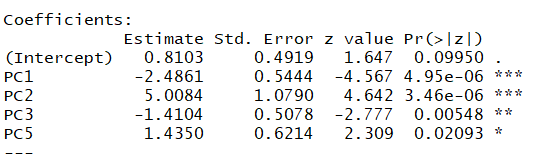 Coefficients:
            Estimate Std. Error z value Pr(>|z|)
(Intercept)   0.8103     0.4919   1.647  0.09950 .
PC1          -2.4861     0.5444  -4.567 4.95e-06 ***
PC2           5.0084     1.0790   4.642 3.46e-06 ***
PC3          -1.4104     0.5078  -2.777  0.00548 **
PC5           1.4350     0.6214   2.309  0.02093 *
---